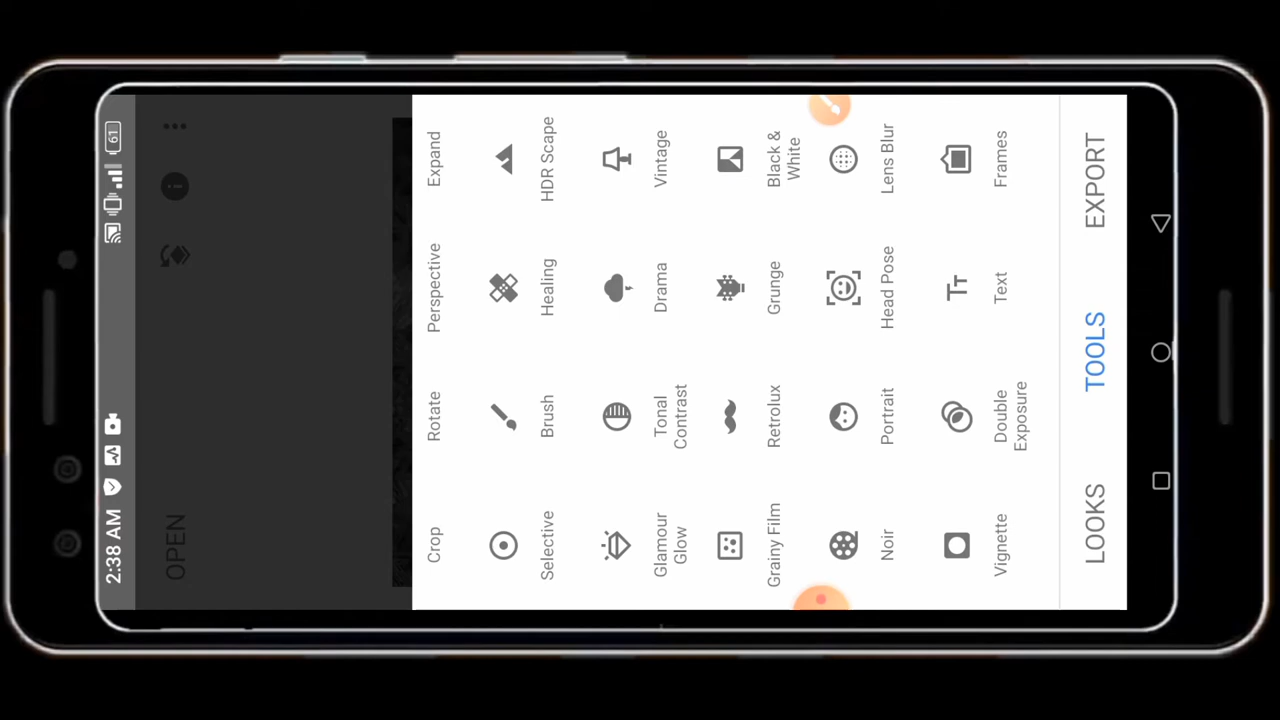 2:38 AM
61
OPEN
Crop
Rotate
Perspective
Expand
Selective
Brush
Healing
HDR Scape
Glamour
Glow
Tonal
Contrast
Drama
Vintage
Grainy Film
Retrolux
Grunge
Black &
White
Noir
Portrait
Head Pose
Lens Blur
Vignette
Double
Exposure
Text
Frames
LOOKS
TOOLS
EXPORT